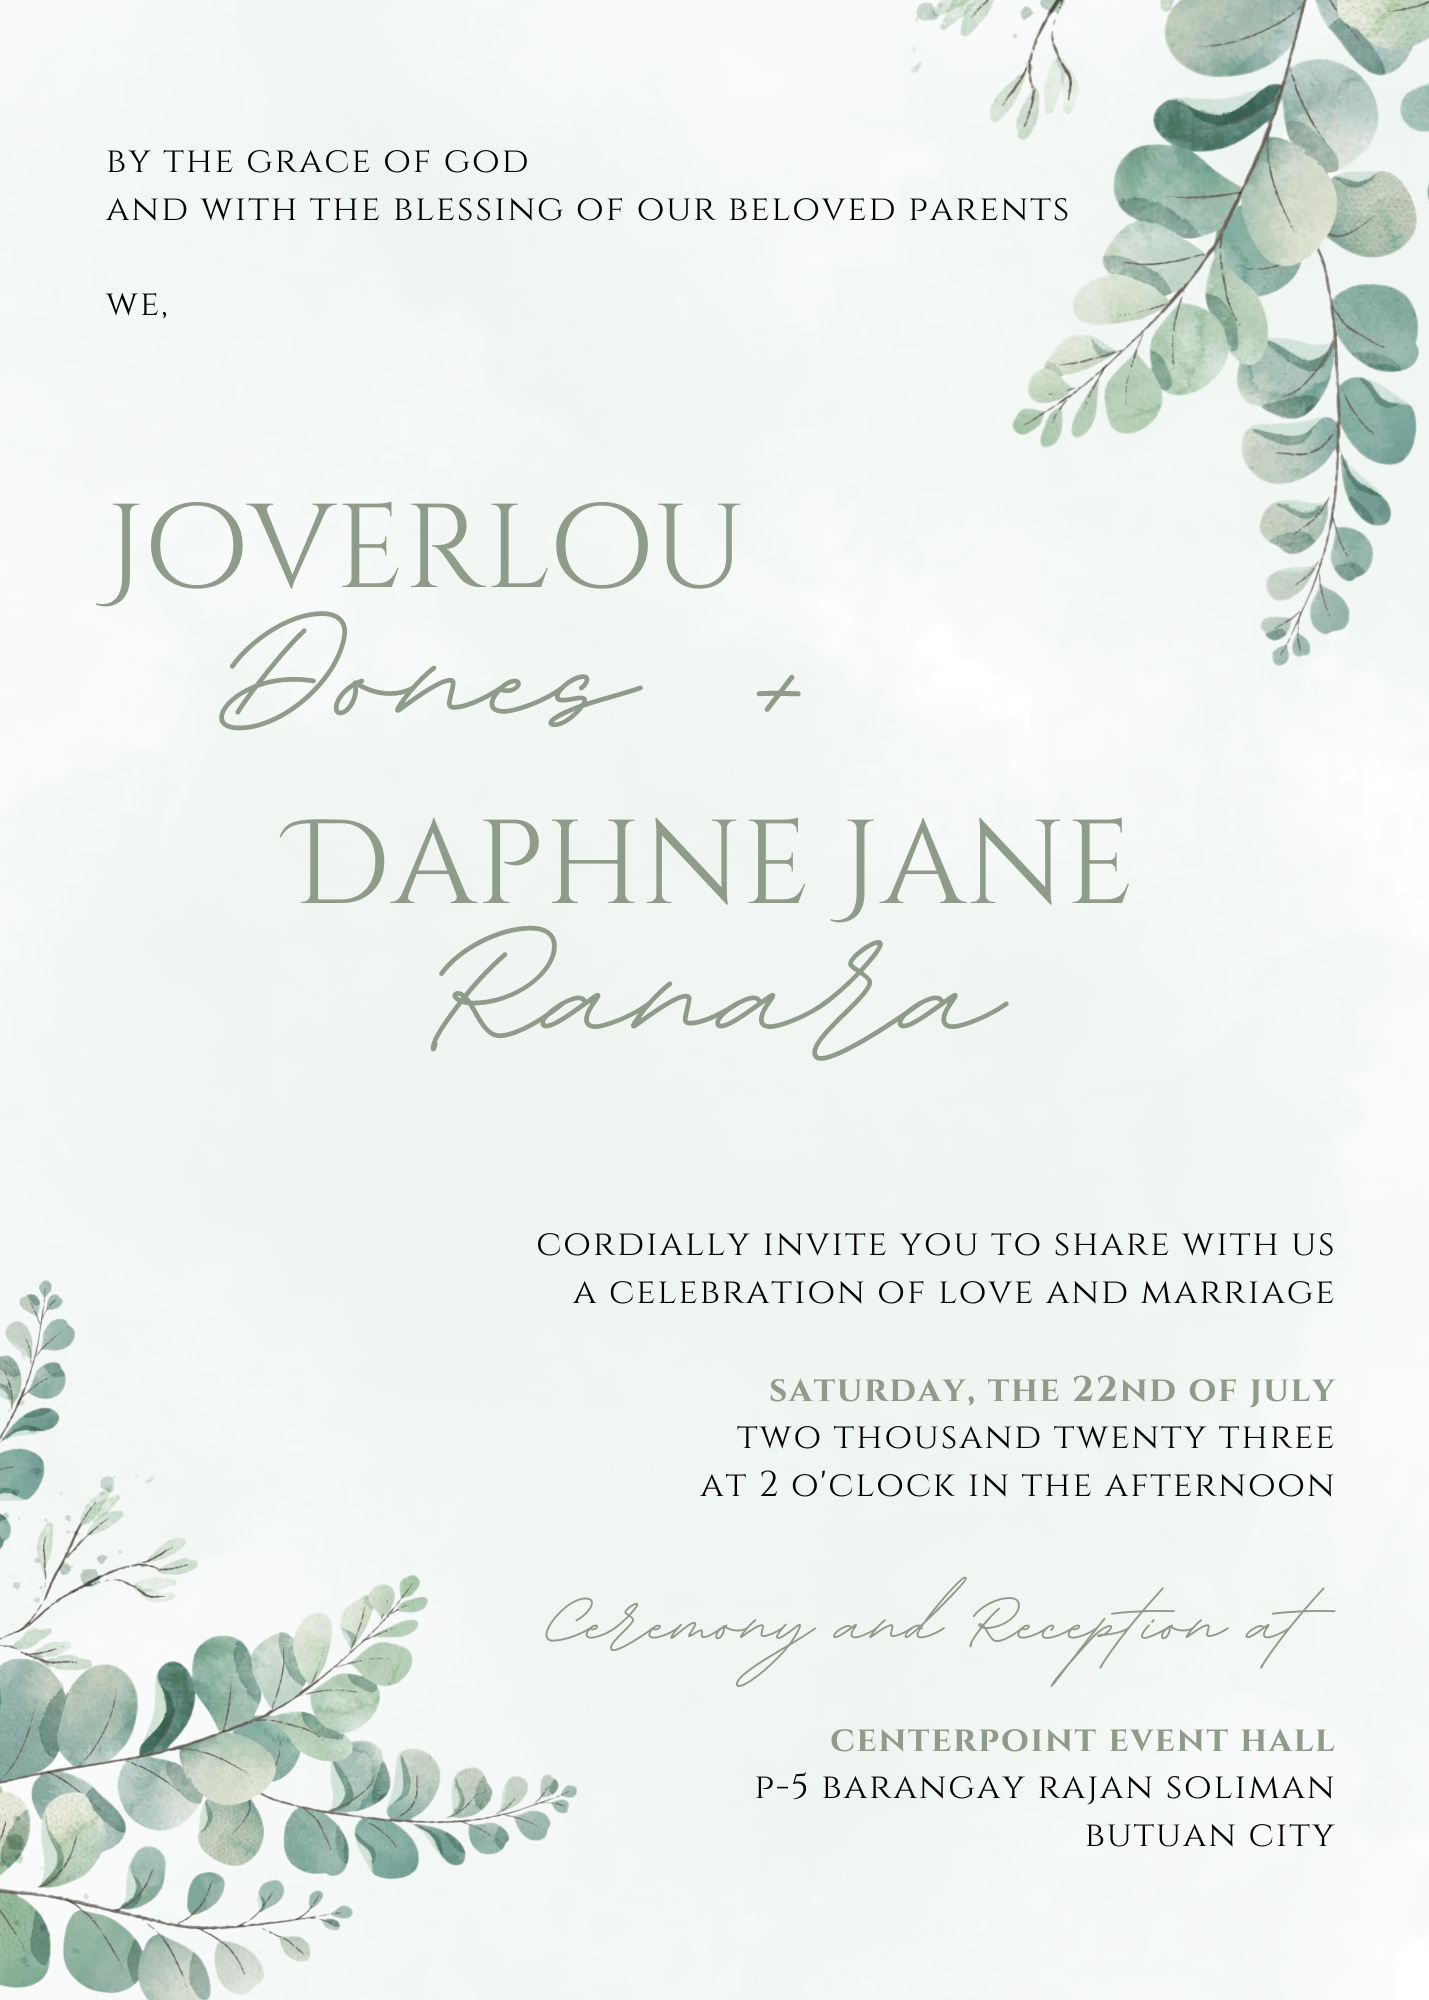 BY THE GRACE OF GOD
AND WITH THE BLESSING OF OUR BELOVED PARENTS
WE,
JOVERLOU
Dones +
DAPHNE JANE
Ranara
CORDIALLY INVITE YOU TO SHARE WITH US
A CELEBRATION OF LOVE AND MARRIAGE
SATURDAY, THE 22ND OF JULY
TWO THOUSAND TWENTY THREE
AT 2 O'CLOCK IN THE AFTERNOON
Ceremony and Reception at
CENTERPOINT EVENT HALL
P-5 BARANGAY RAJAN SOLIMAN
BUTUAN CITY